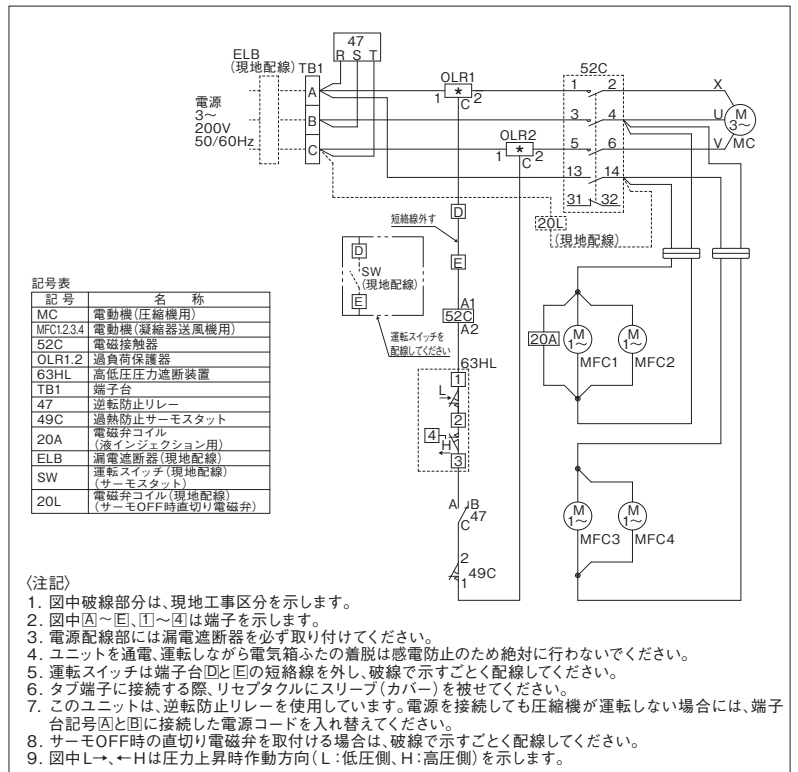 47
R S T
ELB
(現地配線)
TB1
電源
3～
200V
50/60Hz
A
B
C
OLR1
1 * 2
C
OLR2
1 * 2
C
52C
1 2
3 4
5 6
13 14
31 32
X
U
V
M
3～
MC
20L
(現地配線)
D
短絡線外す
E
D
SW
(現地配線)
E
運転スイッチを
配線してください
A1
52C
A2
63HL
1
L
2
4
H
3
A B
47
C
2
49C
1
20A
M
1～
MFC1
M
1～
MFC2
M
1～
MFC3
M
1～
MFC4
記号表
記 号 名 称
MC 電動機(圧縮機用)
MFC1.2.3.4 電動機(凝縮器送風機用)
52C 電磁接触器
OLR1.2 過負荷保護器
63HL 高低圧圧力遮断装置
TB1 端子台
47 逆転防止リレー
49C 過熱防止サーモスタット
20A 電磁弁コイル
(液インジェクション用)
ELB 漏電遮断器(現地配線)
SW 運転スイッチ(現地配線)
(サーモスタット)
20L 電磁弁コイル(現地配線)
(サーモOFF時直切り電磁弁)
〈注記〉
1. 図中破線部分は、現地工事区分を示します。
2. 図中A～E、1～4は端子を示します。
3. 電源配線部には漏電遮断器を必ず取り付けてください。
4. ユニットを通電、運転しながら電気箱ふたの着脱は感電防止のため絶対に行わないでください。
5. 運転スイッチは端子台DとEの短絡線を外し、破線で示すごとく配線してください。
6. タブ端子に接続する際、リセプタクルにスリーブ(カバー)を被せてください。
7. このユニットは、逆転防止リレーを使用しています。電源を接続しても圧縮機が運転しない場合には、端子
台記号AとBに接続した電源コードを入れ替えてください。
8. サーモOFF時の直切り電磁弁を取付ける場合は、破線で示すごとく配線してください。
9. 図中L→、←Hは圧力上昇時作動方向(L:低圧側、H:高圧側)を示します。